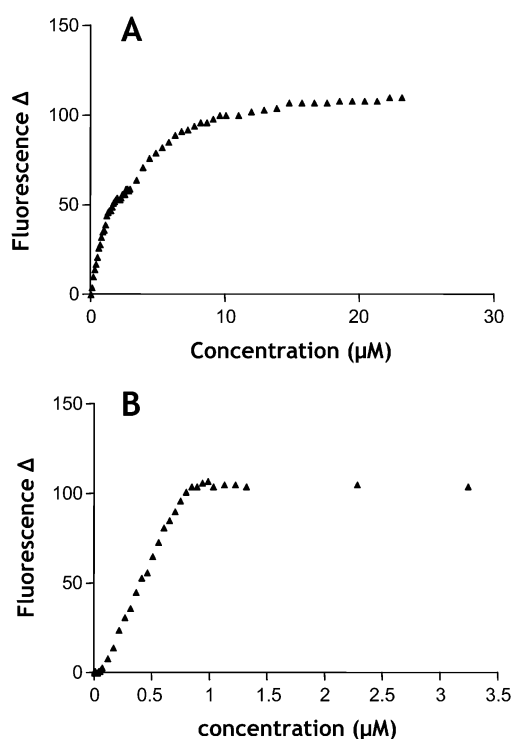 A
150
100
50
0
Fluorescence Δ
0 10 20 30
Concentration (µM)
B
150
100
50
0
Fluorescence Δ
0 0.5 1 1.5 2 2.5 3 3.5
concentration (µM)